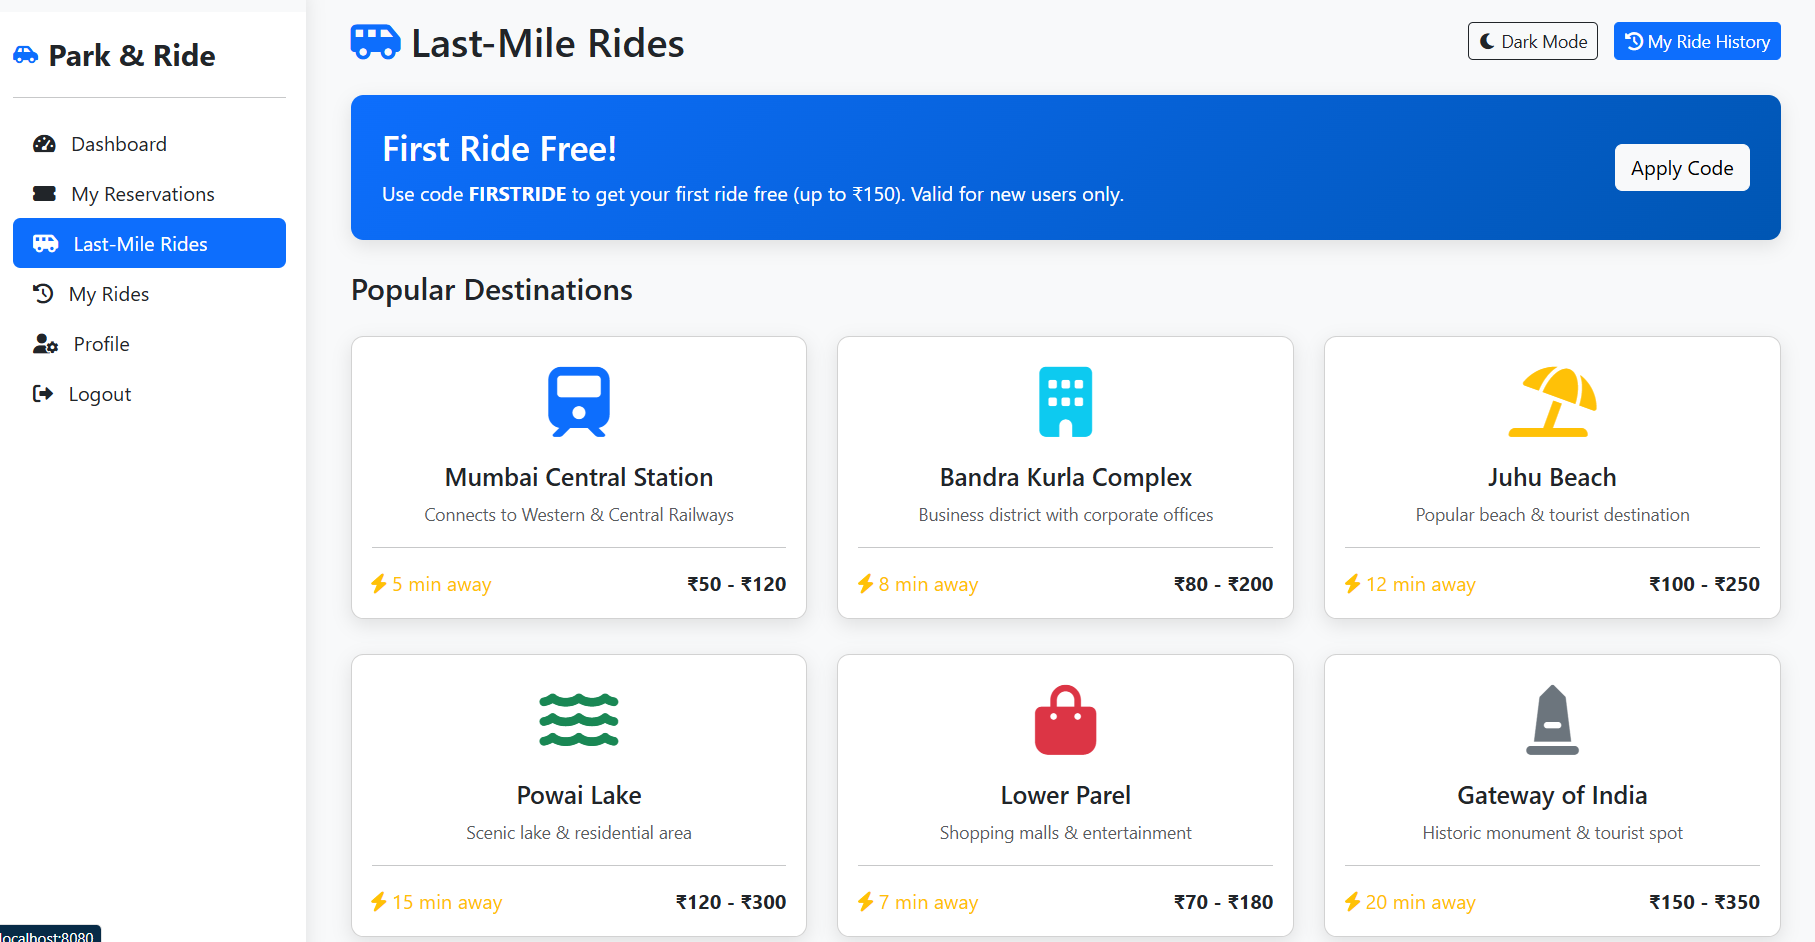 Park & Ride
Dashboard
My Reservations
Last-Mile Rides
My Rides
Profile
Logout
Last-Mile Rides
Dark Mode
My Ride History
First Ride Free!
Use code FIRSTRIDE to get your first ride free (up to ₹150). Valid for new users only.
Apply Code
Popular Destinations
Mumbai Central Station
Connects to Western & Central Railways
5 min away
₹50 - ₹120
Bandra Kurla Complex
Business district with corporate offices
8 min away
₹80 - ₹200
Juhu Beach
Popular beach & tourist destination
12 min away
₹100 - ₹250
Powai Lake
Scenic lake & residential area
15 min away
₹120 - ₹300
Lower Parel
Shopping malls & entertainment
7 min away
₹70 - ₹180
Gateway of India
Historic monument & tourist spot
20 min away
₹150 - ₹350
localhost:8080